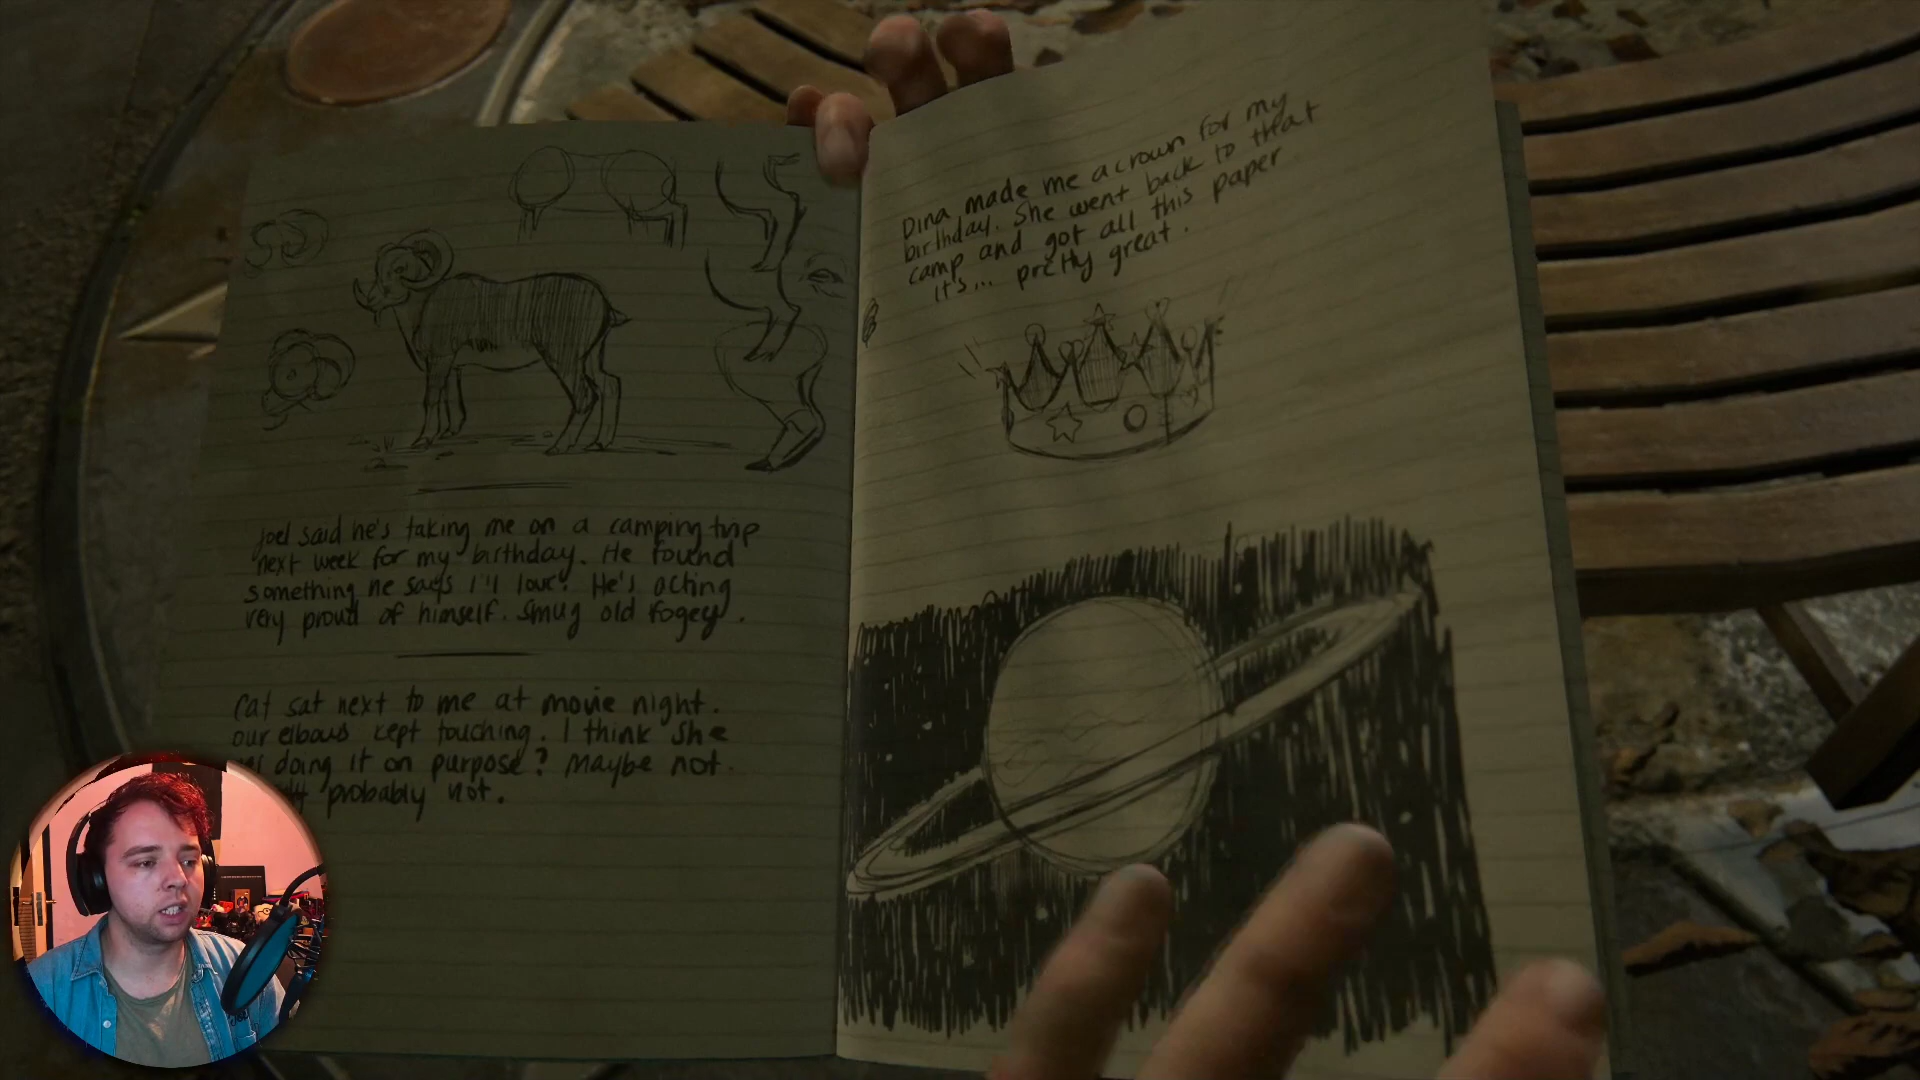 Joel said he's taking me on a camping trip
next week for my birthday. He found
something he says I'll love. He's acting
very proud of himself. Smug old fogey.
Cat sat next to me at movie night.
our elbows kept touching. I think she
doing it on purpose? Maybe not.
probably not.
Dina made me a crown for my
birthday. She went back to that
camp and got all this paper
It's... pretty great.